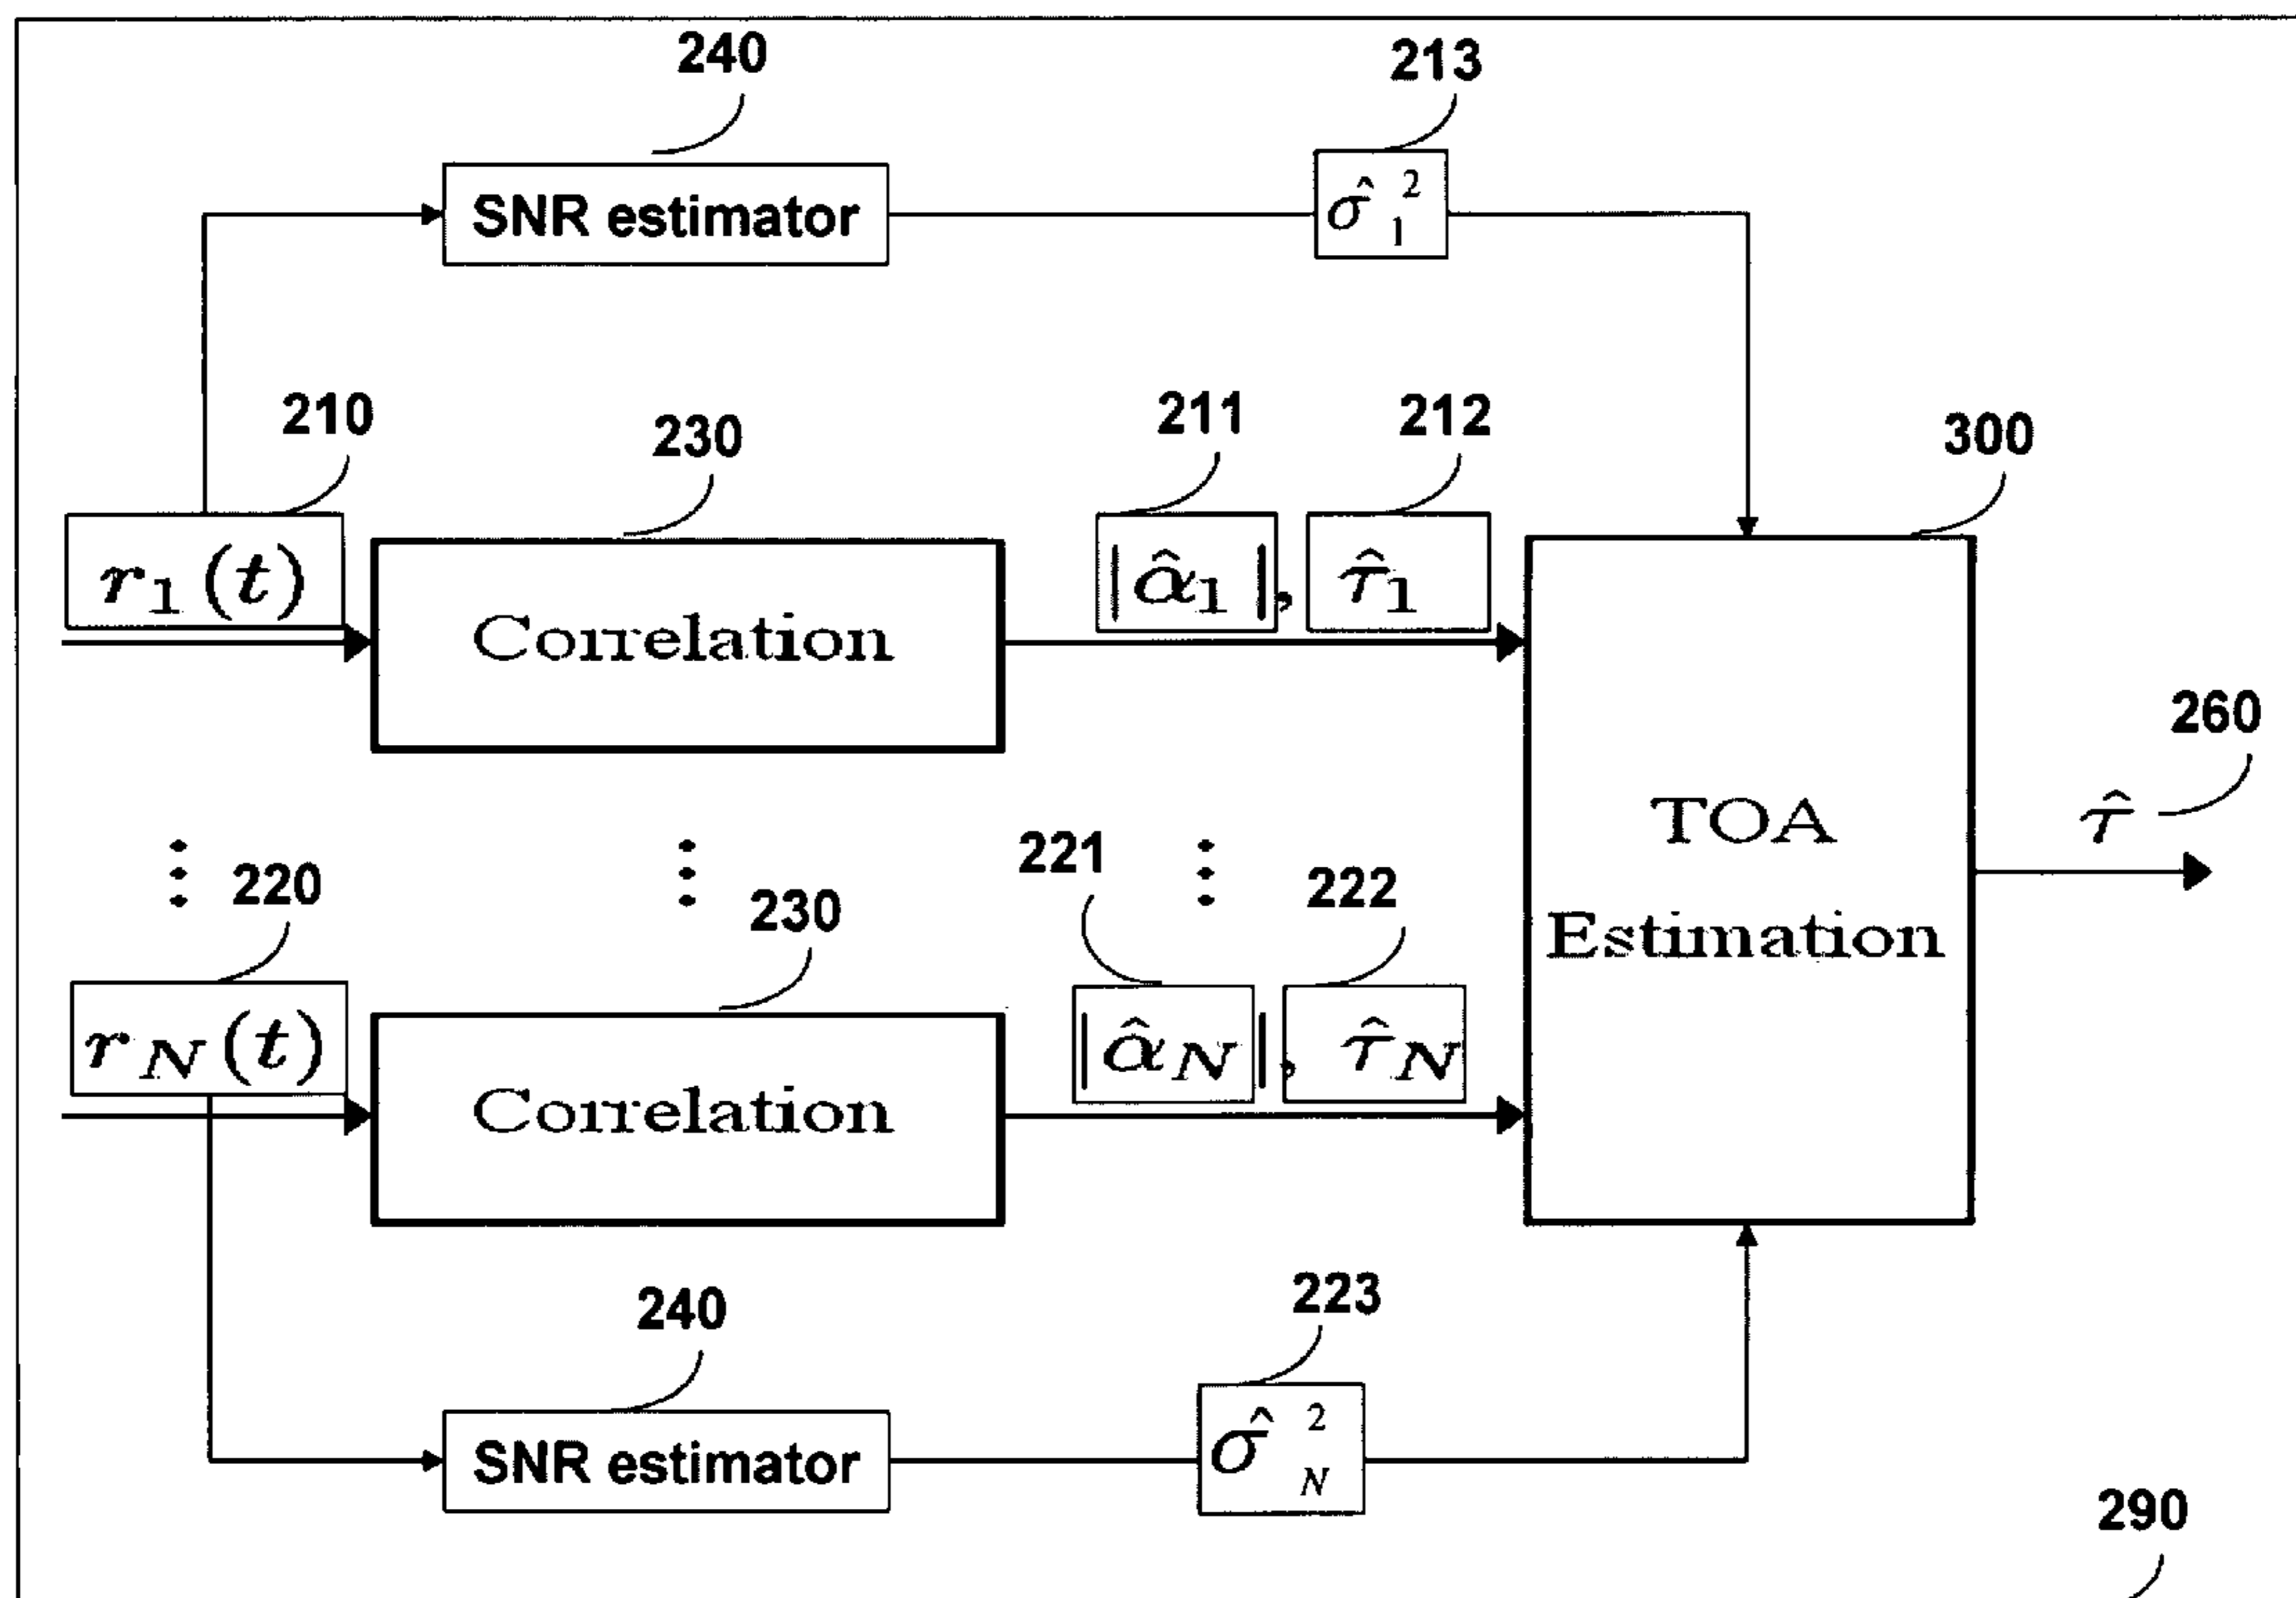 240
213
SNR estimator
σ̂₁²
210
230
211
212
300
r₁(t)
|α̂₁|, τ̂₁
Correlation
260
τ̂
TOA
Estimation
220
230
221
222
r_N(t)
|α̂_N|, τ̂_N
Correlation
240
223
SNR estimator
σ̂_N²
290